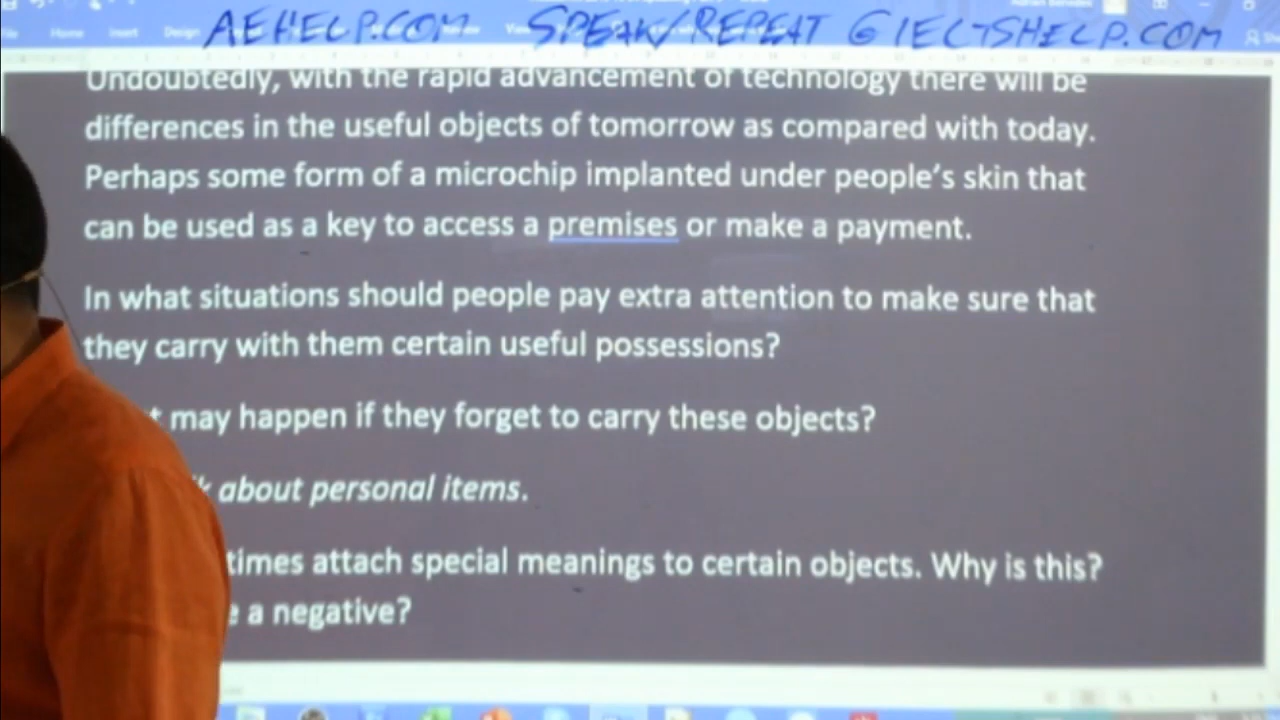 AEHELP.COM SPEAK/REPEAT @ IELTSHELP.COM
Home Insert Design
Undoubtedly, with the rapid advancement of technology there will be
differences in the useful objects of tomorrow as compared with today.
Perhaps some form of a microchip implanted under people's skin that
can be used as a key to access a premises or make a payment.
In what situations should people pay extra attention to make sure that
they carry with them certain useful possessions?
may happen if they forget to carry these objects?
about personal items.
times attach special meanings to certain objects. Why is this?
a negative?